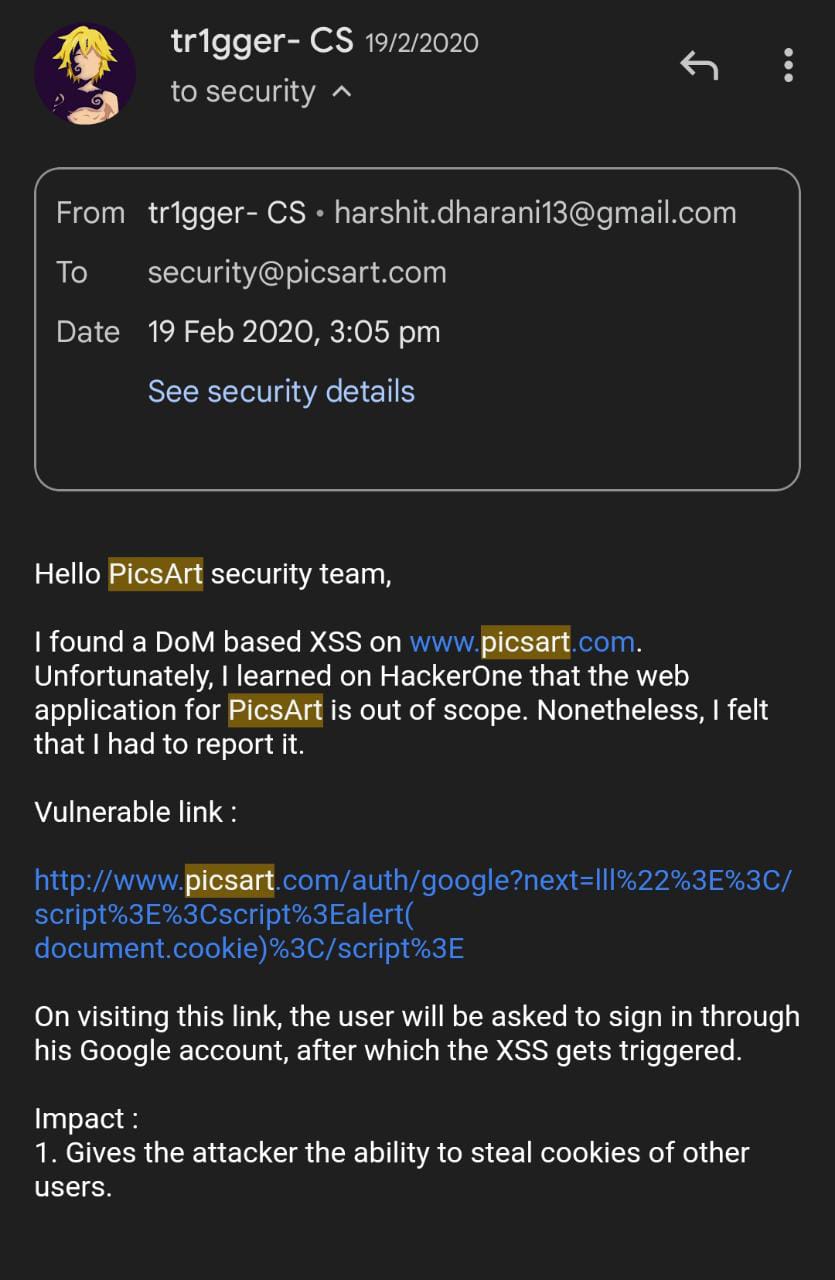 tr1gger- CS 19/2/2020
to security
From tr1gger- CS • harshit.dharani13@gmail.com
To security@picsart.com
Date 19 Feb 2020, 3:05 pm
See security details
Hello PicsArt security team,
I found a DoM based XSS on www.picsart.com.
Unfortunately, I learned on HackerOne that the web
application for PicsArt is out of scope. Nonetheless, I felt
that I had to report it.
Vulnerable link :
http://www.picsart.com/auth/google?next=lll%22%3E%3C/
script%3E%3Cscript%3Ealert(
document.cookie)%3C/script%3E
On visiting this link, the user will be asked to sign in through
his Google account, after which the XSS gets triggered.
Impact :
1. Gives the attacker the ability to steal cookies of other
users.